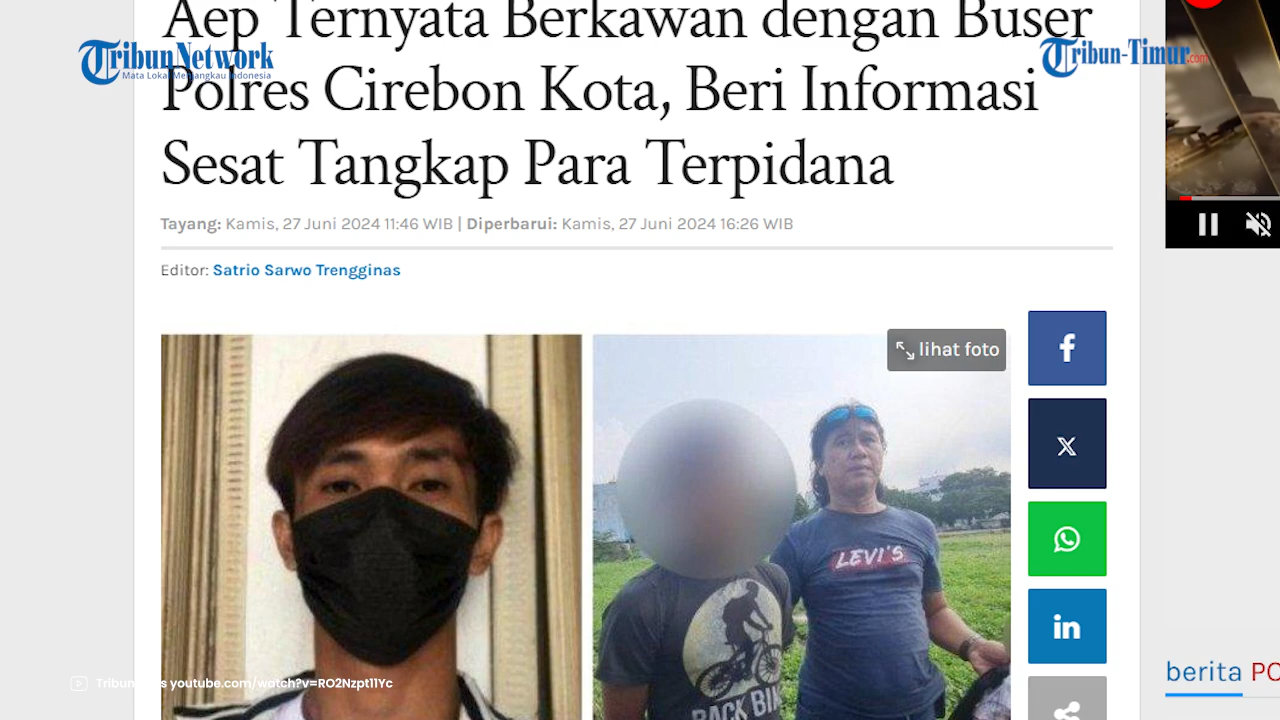 Aep Ternyata Berkawan dengan Buser
TribunNetwork
Mata Lokal Menjangkau Indonesia
Tribun-Timur.com
Polres Cirebon Kota, Beri Informasi
Sesat Tangkap Para Terpidana
Tayang: Kamis, 27 Juni 2024 11:46 WIB | Diperbarui: Kamis, 27 Juni 2024 16:26 WIB
Editor: Satrio Sarwo Trengginas
lihat foto
LEVI'S
BACK
youtube.com/watch?v=RO2Nzpt11Yc
berita